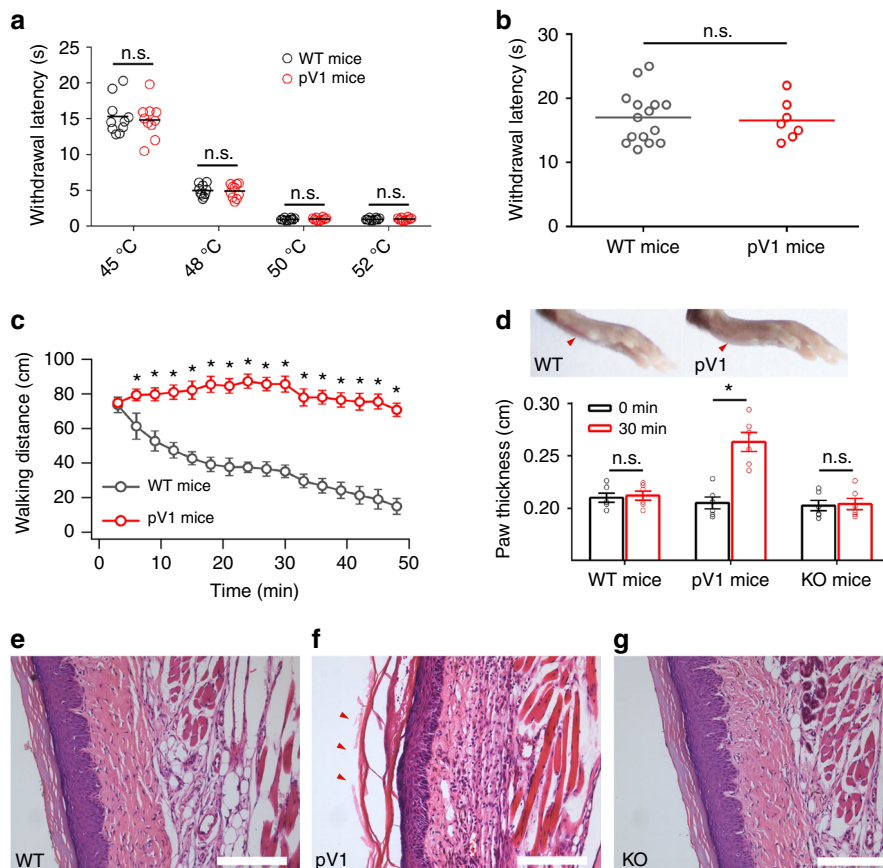 a
Withdrawal latency (s)
25
20
15
10
5
0
n.s.
n.s.
n.s.
n.s.
WT mice
pV1 mice
45 °C
48 °C
50 °C
52 °C
b
Withdrawal latency (s)
30
20
10
0
n.s.
WT mice
pV1 mice
c
Walking distance (cm)
100
80
60
40
20
0
* * * * * * * * * * * * * * *
WT mice
pV1 mice
0
10
20
30
40
50
Time (min)
d
WT
pV1
Paw thickness (cm)
0.30
0.25
0.20
0 min
30 min
n.s.
*
n.s.
WT mice
pV1 mice
KO mice
e
WT
f
pV1
g
KO